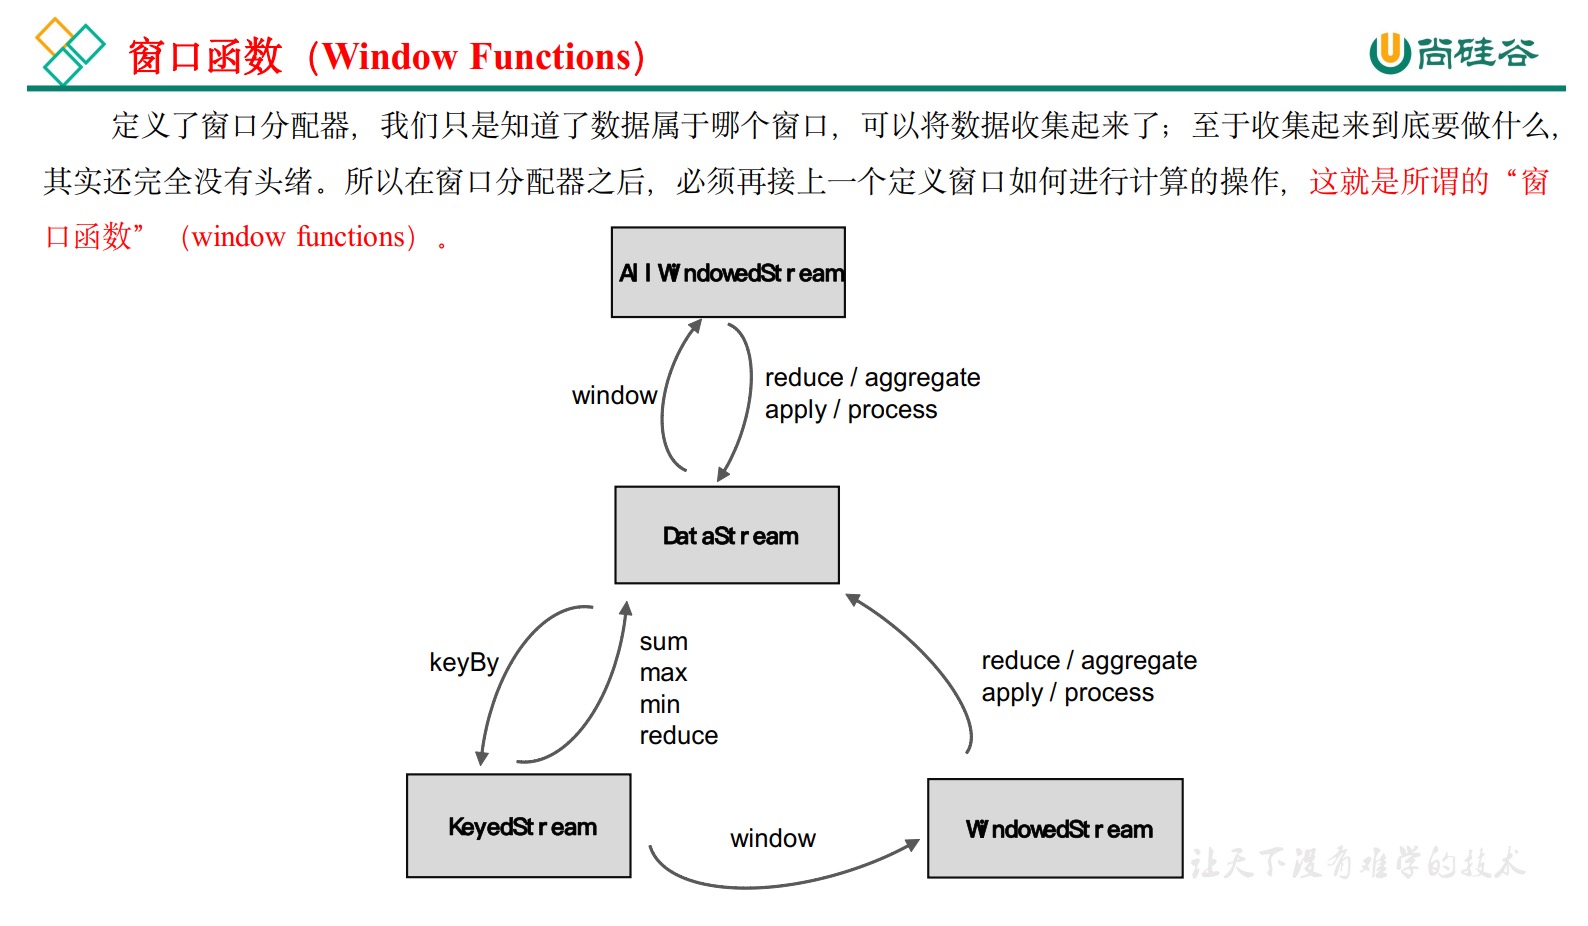 窗口函数（Window Functions）
尚硅谷
定义了窗口分配器，我们只是知道了数据属于哪个窗口，可以将数据收集起来了；至于收集起来到底要做什么，
其实还完全没有头绪。所以在窗口分配器之后，必须再接上一个定义窗口如何进行计算的操作，这就是所谓的“窗
口函数”（window functions）。
AllWindowedStream
window
reduce / aggregate
apply / process
DataStream
keyBy
sum
max
min
reduce
reduce / aggregate
apply / process
KeyedStream
window
WindowedStream
让天下没有难学的技术